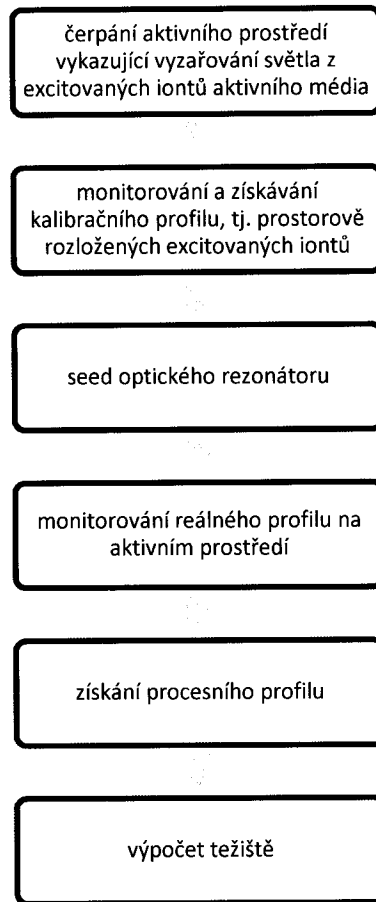 čerpání aktivního prostředí
vykazující vyzařování světla z
excitovaných iontů aktivního média
monitorování a získávání
kalibračního profilu, tj. prostorově
rozložených excitovaných iontů
seed optického rezonátoru
monitorování reálného profilu na
aktivním prostředí
získání procesního profilu
výpočet težiště